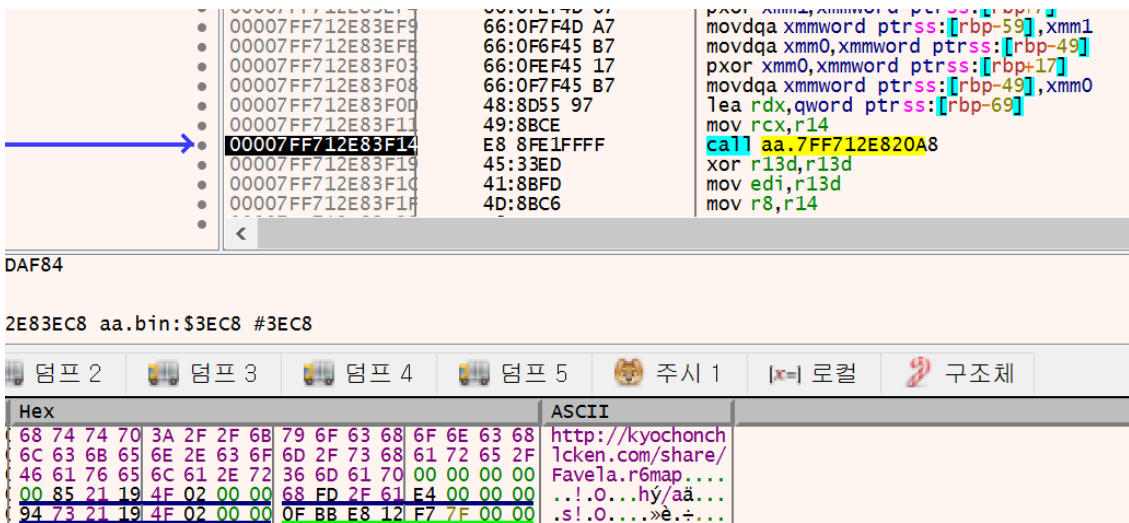 00007FF712E83EF9 66:0F7F4D A7 movdqa xmmword ptr ss:[rbp-59],xmm1
00007FF712E83EFE 66:0F6F45 B7 movdqa xmm0,xmmword ptr ss:[rbp-49]
00007FF712E83F03 66:0FEF45 17 pxor xmm0,xmmword ptr ss:[rbp+17]
00007FF712E83F08 66:0F7F45 B7 movdqa xmmword ptr ss:[rbp-49],xmm0
00007FF712E83F0D 48:8D55 97 lea rdx,qword ptr ss:[rbp-69]
00007FF712E83F11 49:8BCE mov rcx,r14
00007FF712E83F14 E8 8FE1FFFF call aa.7FF712E820A8
00007FF712E83F19 45:33ED xor r13d,r13d
00007FF712E83F1C 41:8BFD mov edi,r13d
00007FF712E83F1F 4D:8BC6 mov r8,r14
DAF84
2E83EC8 aa.bin:$3EC8 #3EC8
덤프 2 덤프 3 덤프 4 덤프 5 주시 1 [x=] 로컬 구조체
Hex ASCII
68 74 74 70 3A 2F 2F 6B 79 6F 63 68 6F 6E 63 68 http://kyochonch
6C 63 6B 65 6E 2E 63 6F 6D 2F 73 68 61 72 65 2F lcken.com/share/
46 61 76 65 6C 61 2E 72 36 6D 61 70 00 00 00 00 Favela.r6map....
00 85 21 19 4F 02 00 00 68 FD 2F 61 E4 00 00 00 ..!.O...hý/aä...
94 73 21 19 4F 02 00 00 0F BB E8 12 F7 7F 00 00 .s!.O....»è.÷...